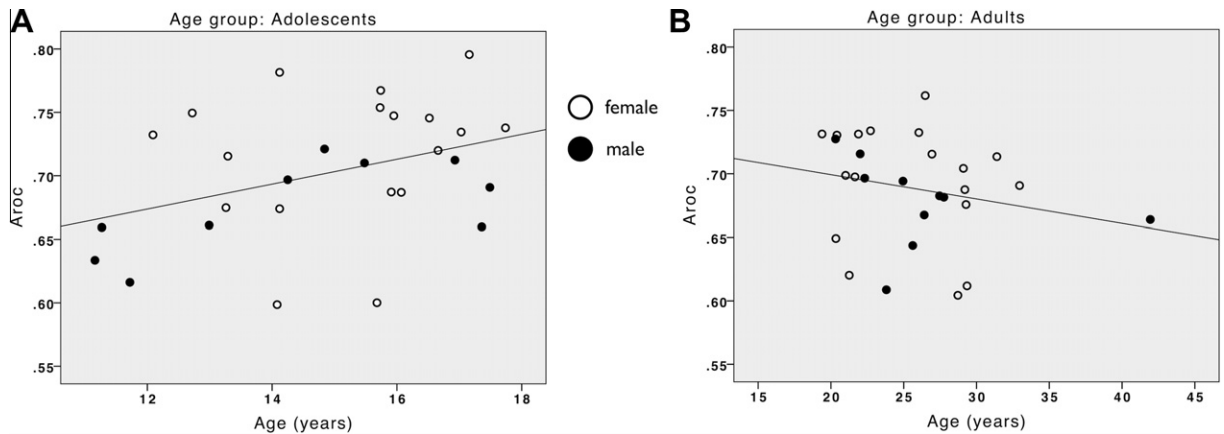 A
Age group: Adolescents
Aroc
.80
.75
.70
.65
.60
.55
12 14 16 18
Age (years)
female
male
B
Age group: Adults
Aroc
.80
.75
.70
.65
.60
.55
15 20 25 30 35 40 45
Age (years)